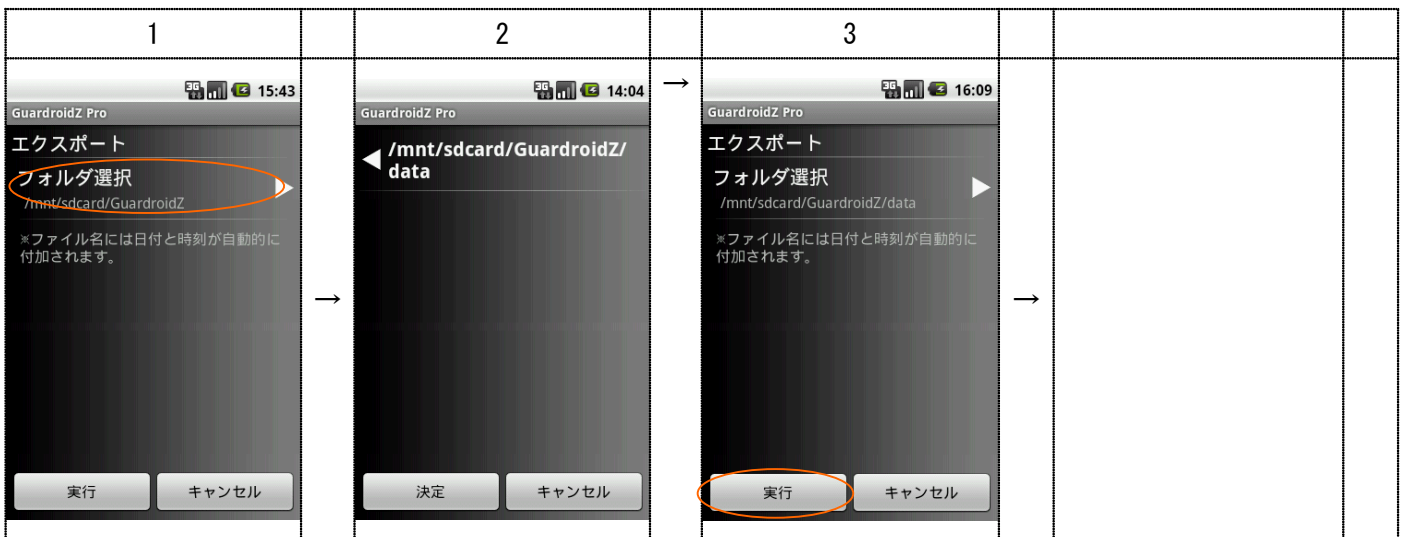 1
2
3
15:43
GuardroidZ Pro
エクスポート
フォルダ選択
/mnt/sdcard/GuardroidZ
※ファイル名には日付と時刻が自動的に
付加されます。
実行
キャンセル
→
14:04
GuardroidZ Pro
/mnt/sdcard/GuardroidZ/
data
決定
キャンセル
→
16:09
GuardroidZ Pro
エクスポート
フォルダ選択
/mnt/sdcard/GuardroidZ/data
※ファイル名には日付と時刻が自動的に
付加されます。
実行
キャンセル
→